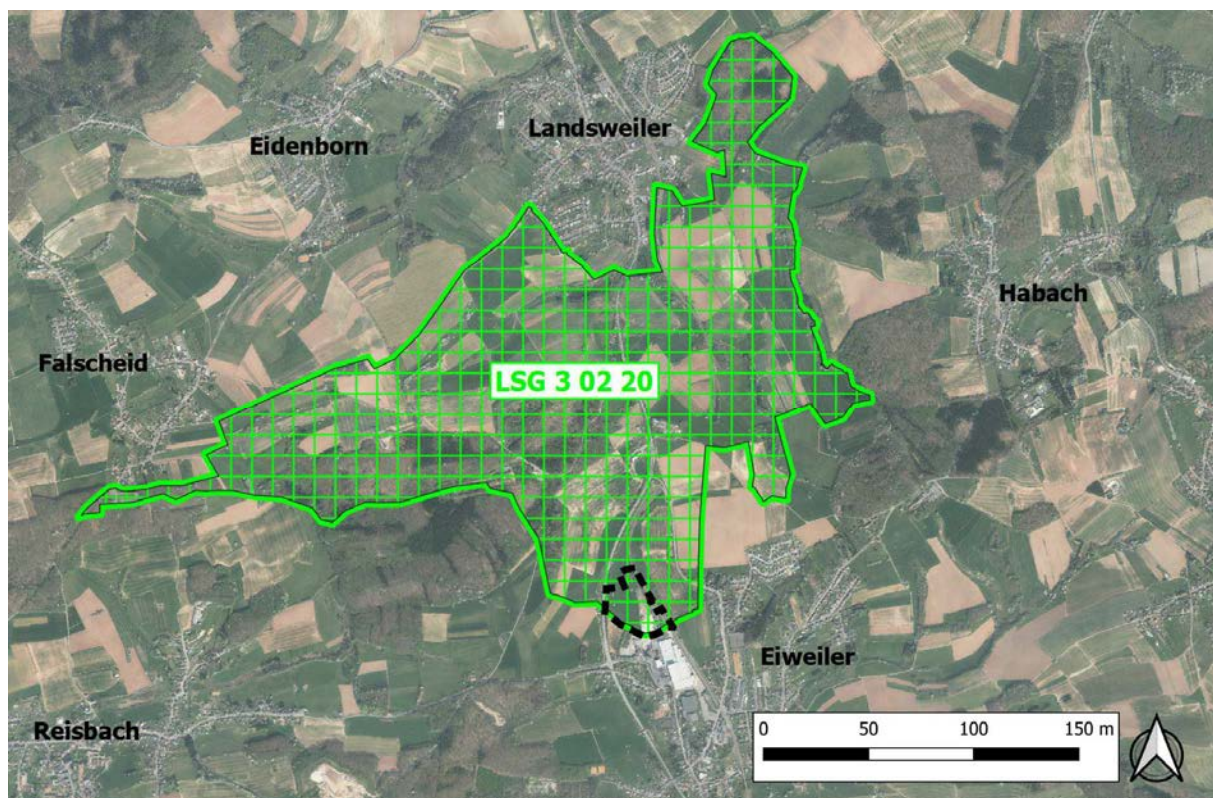 Landsweiler
Eidenborn
Habach
Falscheid
LSG 3 02 20
Eiweiler
Reisbach
0 50 100 150 m